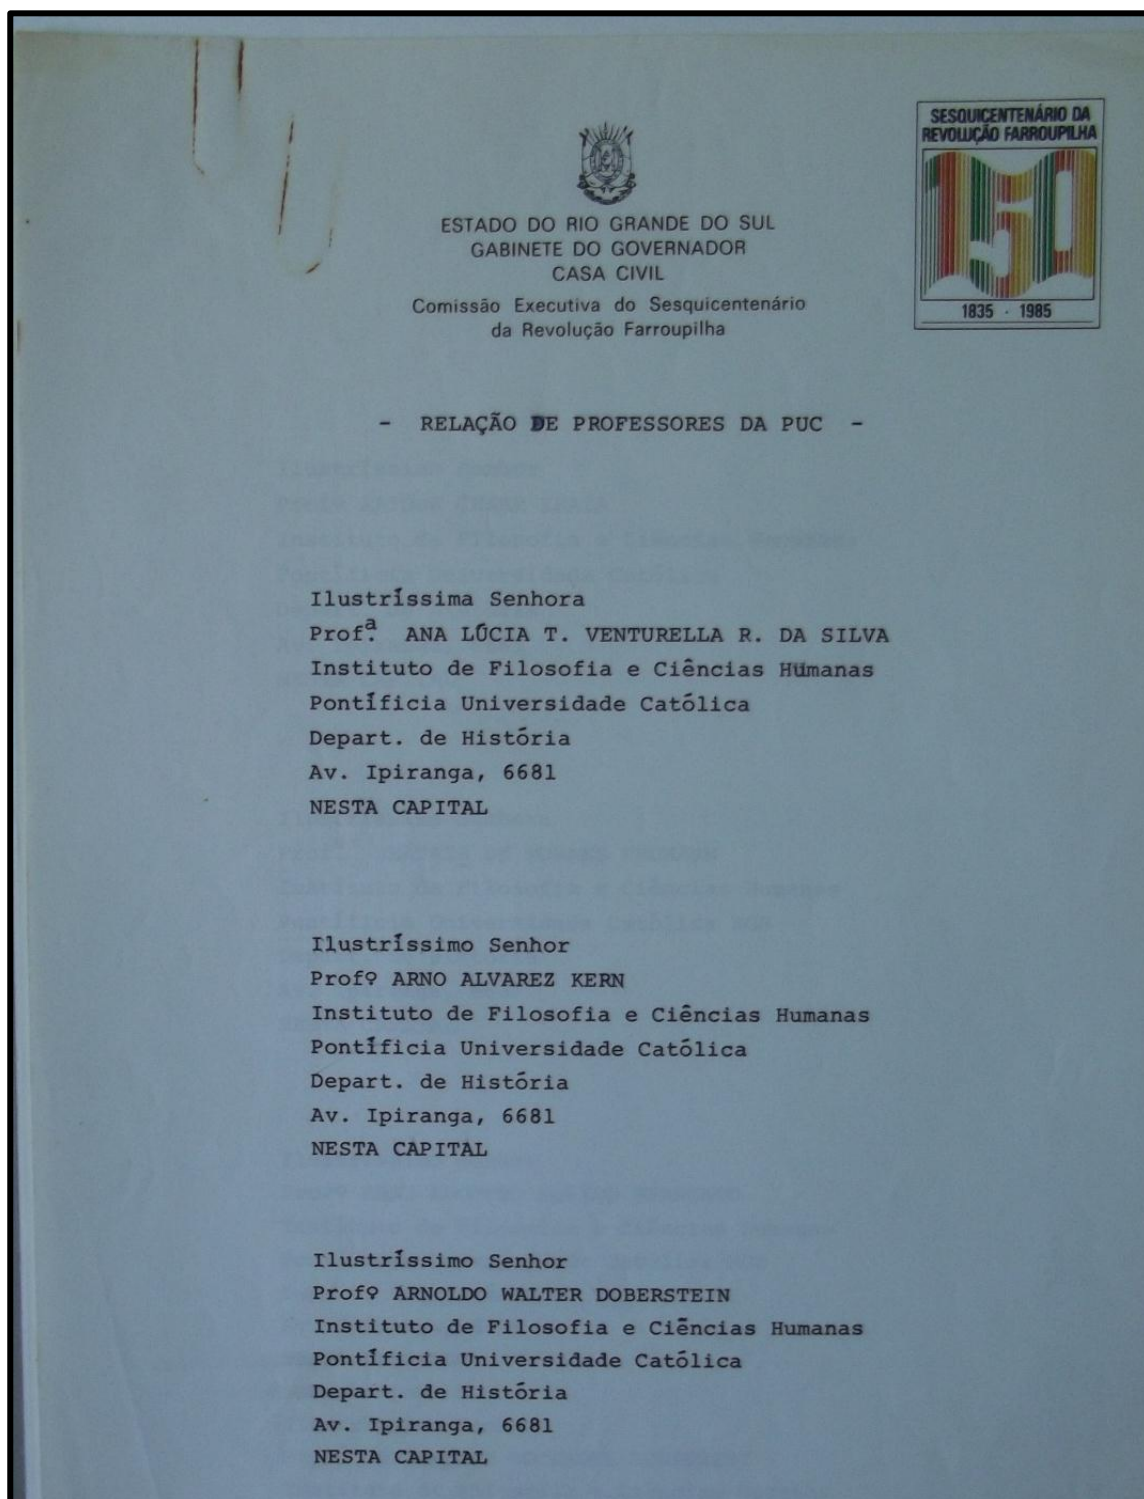 SESQUICENTENÁRIO DA
REVOLUÇÃO FARROUPILHA
150
1835 · 1985
ESTADO DO RIO GRANDE DO SUL
GABINETE DO GOVERNADOR
CASA CIVIL
Comissão Executiva do Sesquicentenário
da Revolução Farroupilha
- RELAÇÃO DE PROFESSORES DA PUC -
Ilustríssima Senhora
Profª. ANA LÚCIA T. VENTURELLA R. DA SILVA
Instituto de Filosofia e Ciências Humanas
Pontíficia Universidade Católica
Depart. de História
Av. Ipiranga, 6681
NESTA CAPITAL
Ilustríssimo Senhor
Profº ARNO ALVAREZ KERN
Instituto de Filosofia e Ciências Humanas
Pontíficia Universidade Católica
Depart. de História
Av. Ipiranga, 6681
NESTA CAPITAL
Ilustríssimo Senhor
Profº ARNOLDO WALTER DOBERSTEIN
Instituto de Filosofia e Ciências Humanas
Pontíficia Universidade Católica
Depart. de História
Av. Ipiranga, 6681
NESTA CAPITAL